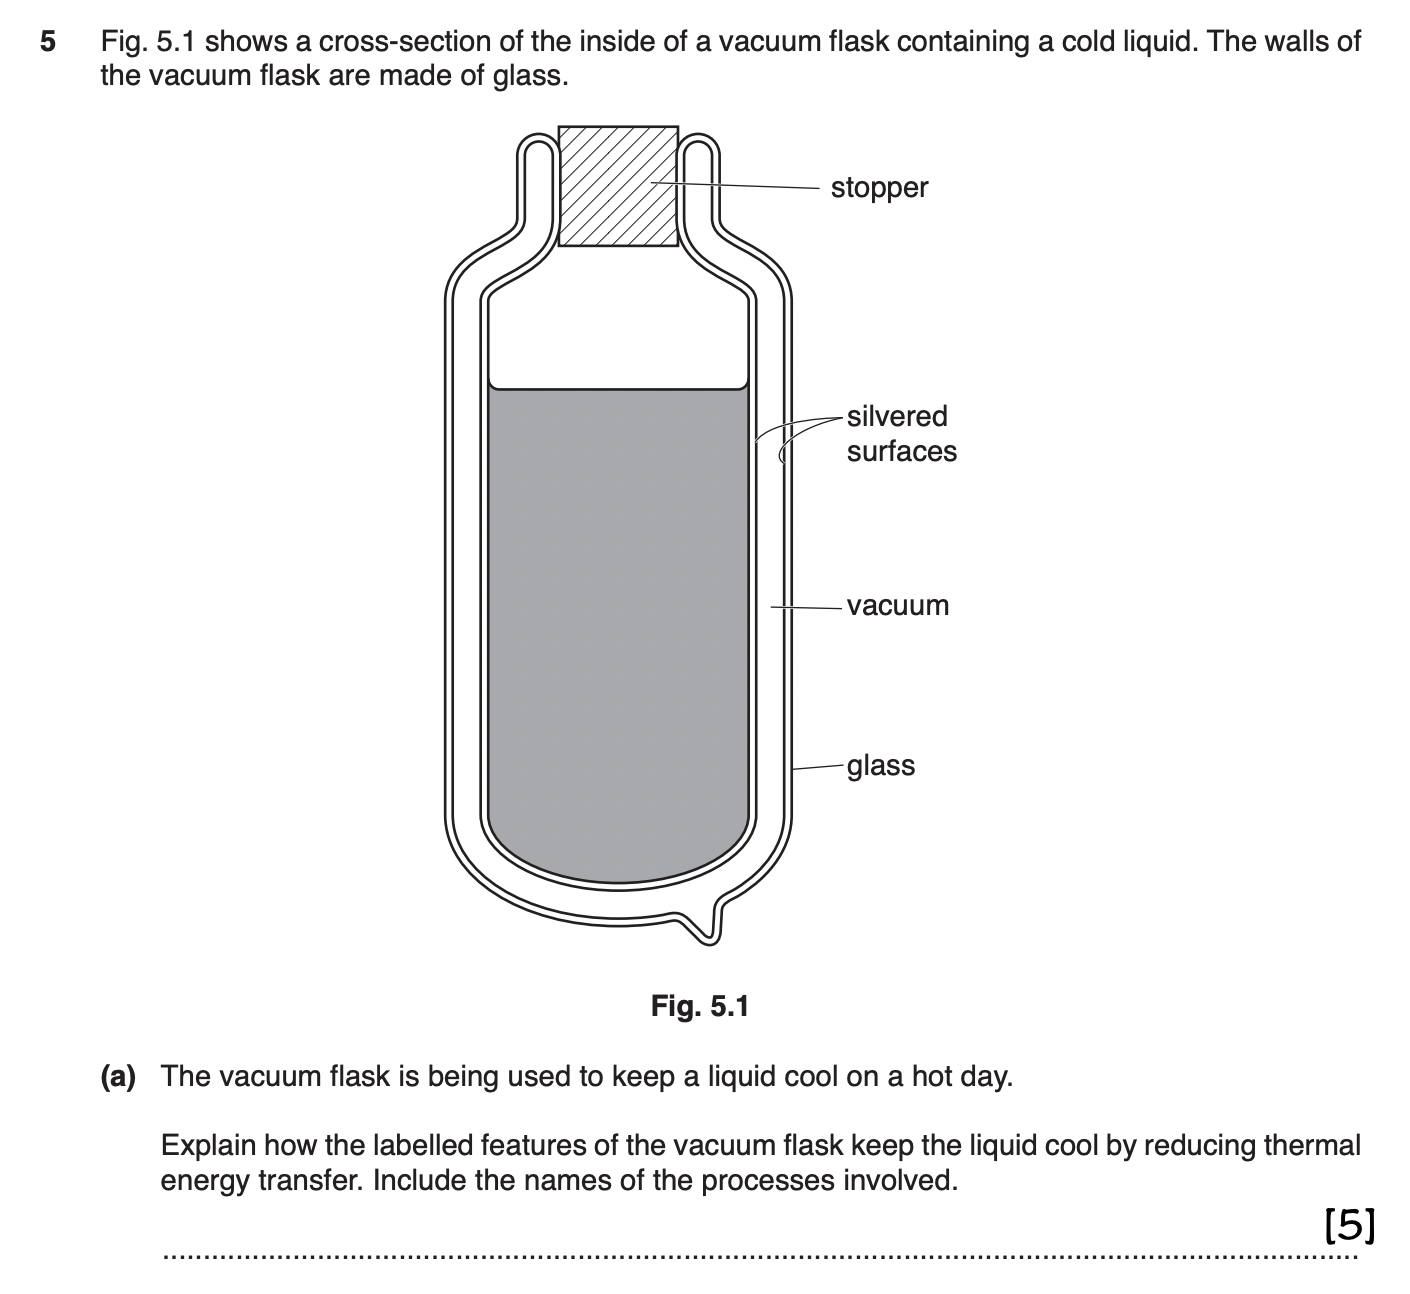 5 Fig. 5.1 shows a cross-section of the inside of a vacuum flask containing a cold liquid. The walls of
the vacuum flask are made of glass.
stopper
silvered
surfaces
vacuum
glass
Fig. 5.1
(a) The vacuum flask is being used to keep a liquid cool on a hot day.
Explain how the labelled features of the vacuum flask keep the liquid cool by reducing thermal
energy transfer. Include the names of the processes involved.
[5]